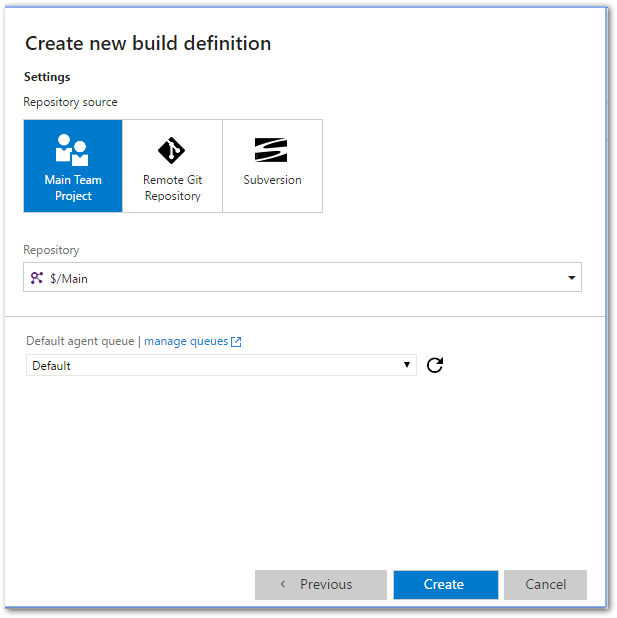 Create new build definition
Settings
Repository source
Main Team
Project
Remote Git
Repository
Subversion
Repository
$/Main
Default agent queue | manage queues
Default
< Previous
Create
Cancel